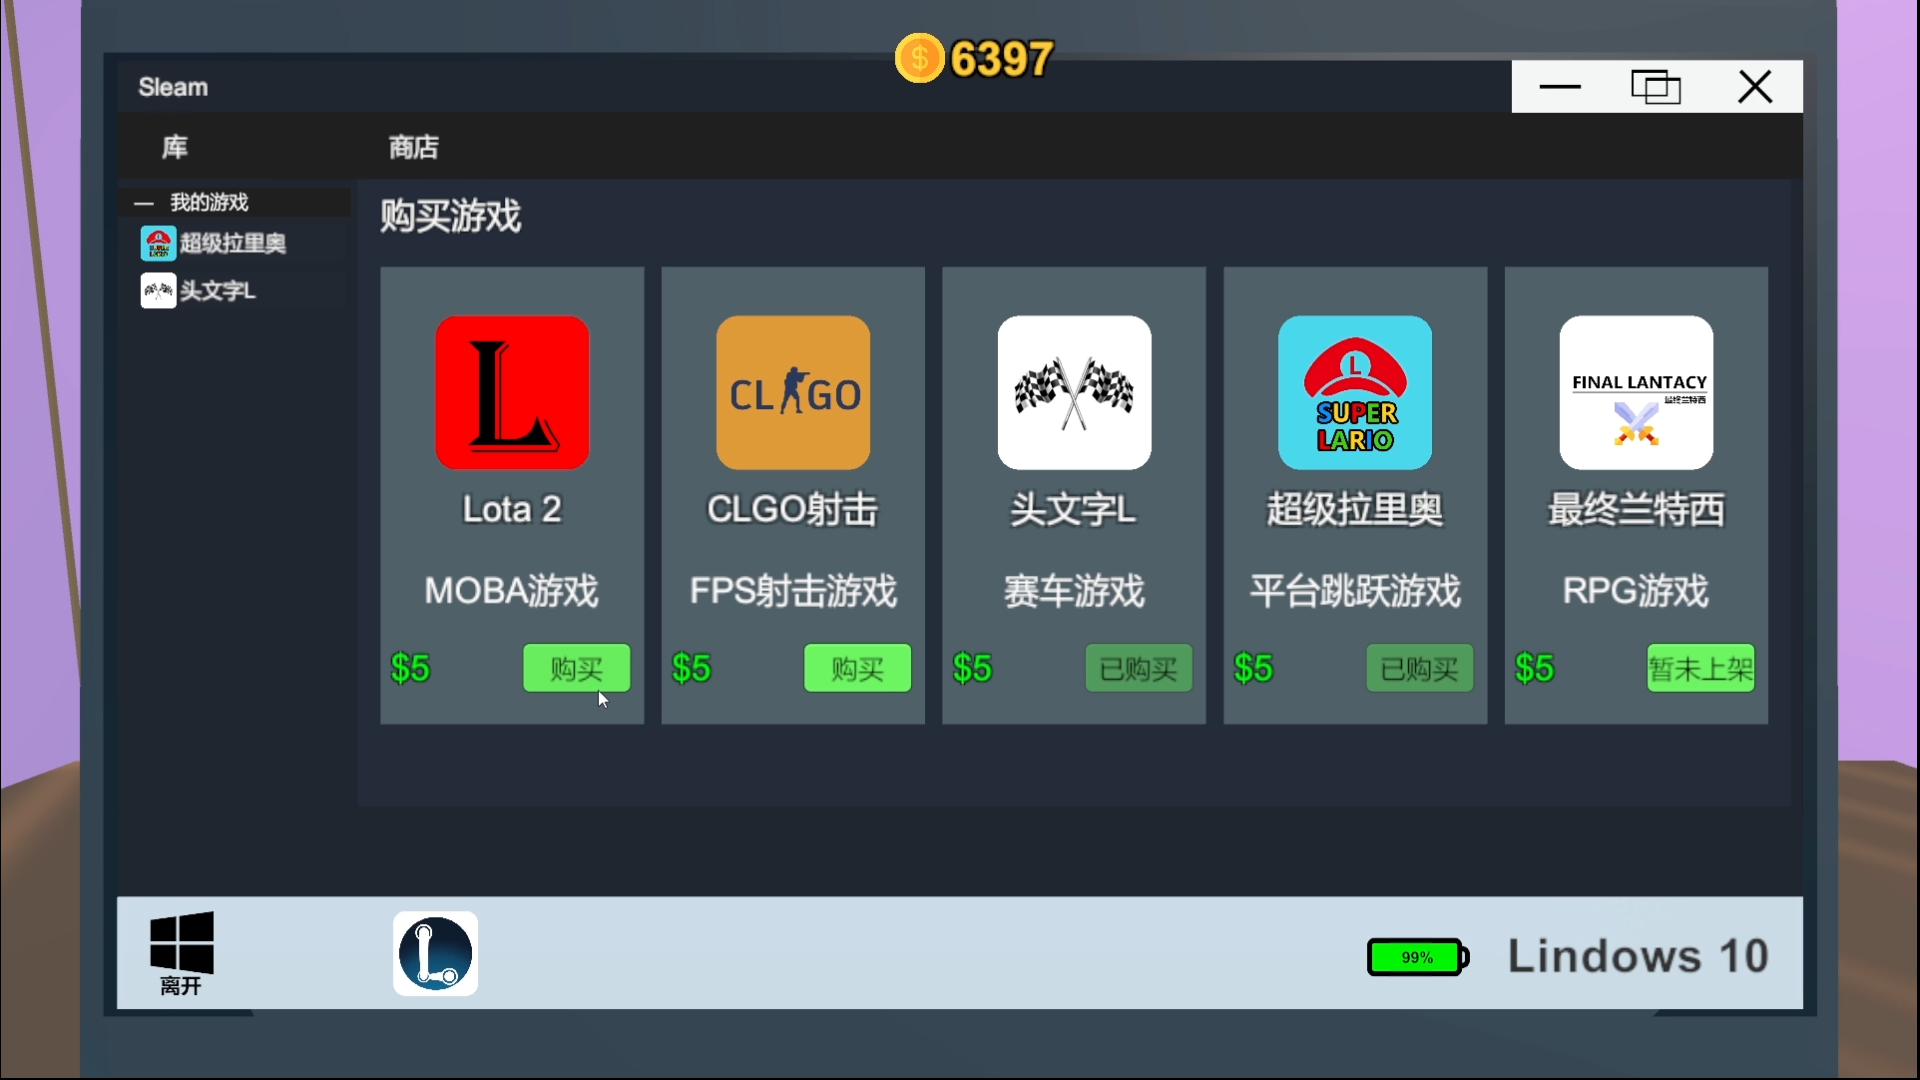 6397
Sleam
库 商店
我的游戏
超级拉里奥
头文字L
购买游戏
L
CLGO
L
SUPER
LARIO
FINAL LANTACY
最终兰特西
Lota 2
CLGO射击
头文字L
超级拉里奥
最终兰特西
MOBA游戏
FPS射击游戏
赛车游戏
平台跳跃游戏
RPG游戏
$5 购买
$5 购买
$5 已购买
$5 已购买
$5 暂未上架
离开
99%
Lindows 10